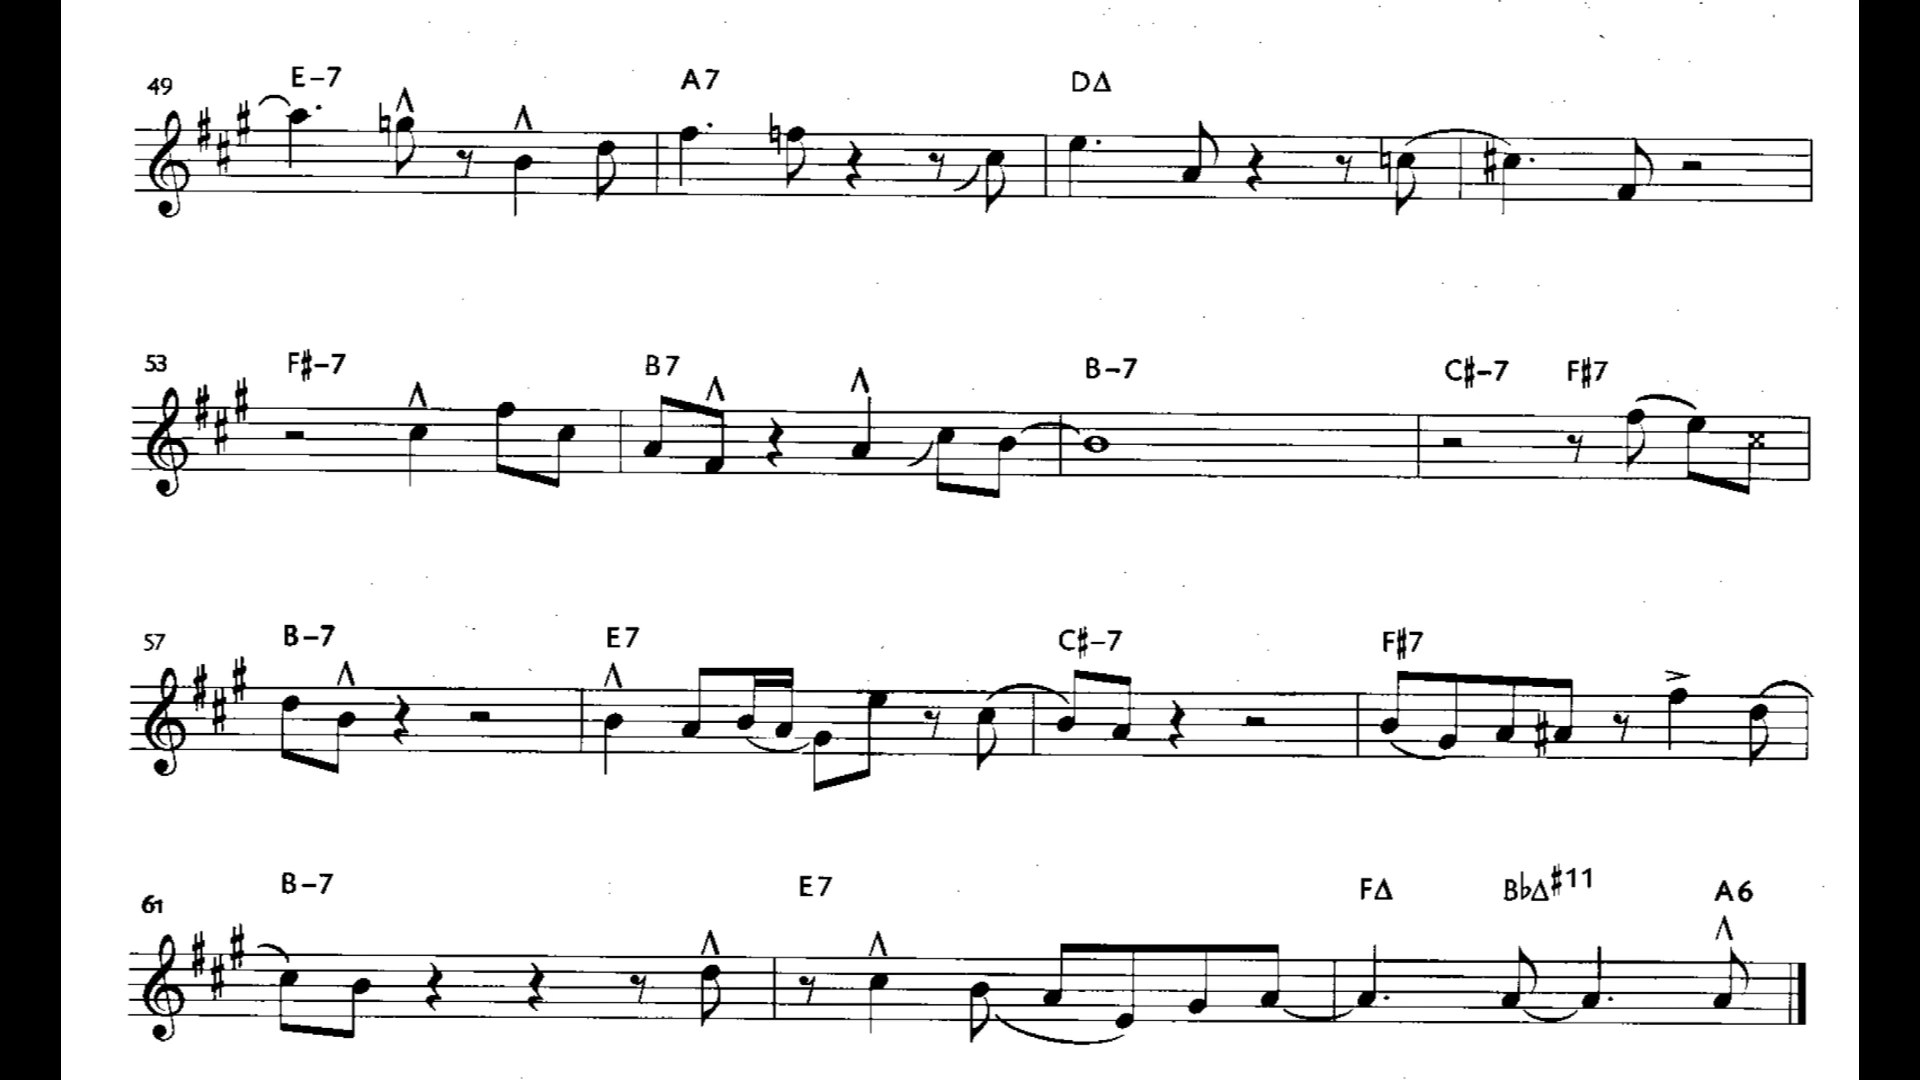 49 E-7 A7 DΔ
53 F#-7 B7 B-7 C#-7 F#7
57 B-7 E7 C#-7 F#7
61 B-7 E7 FΔ BbΔ#11 A6